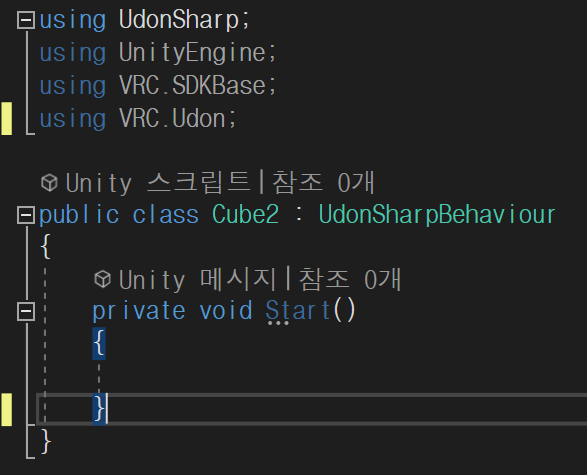 using UdonSharp;
using UnityEngine;
using VRC.SDKBase;
using VRC.Udon;
Unity 스크립트|참조 0개
public class Cube2 : UdonSharpBehaviour
{
Unity 메시지|참조 0개
private void Start()
{
}
}